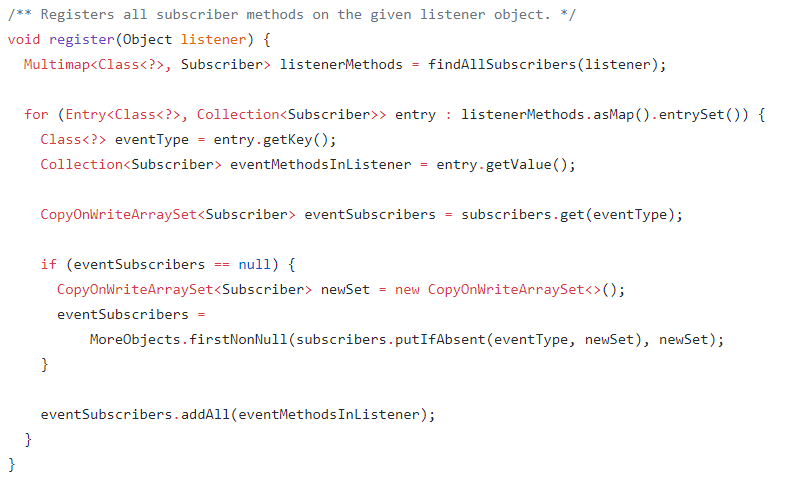 /** Registers all subscriber methods on the given listener object. */
void register(Object listener) {
  Multimap<Class<?>, Subscriber> listenerMethods = findAllSubscribers(listener);

  for (Entry<Class<?>, Collection<Subscriber>> entry : listenerMethods.asMap().entrySet()) {
    Class<?> eventType = entry.getKey();
    Collection<Subscriber> eventMethodsInListener = entry.getValue();

    CopyOnWriteArraySet<Subscriber> eventSubscribers = subscribers.get(eventType);

    if (eventSubscribers == null) {
      CopyOnWriteArraySet<Subscriber> newSet = new CopyOnWriteArraySet<>();
      eventSubscribers =
          MoreObjects.firstNonNull(subscribers.putIfAbsent(eventType, newSet), newSet);
    }

    eventSubscribers.addAll(eventMethodsInListener);
  }
}